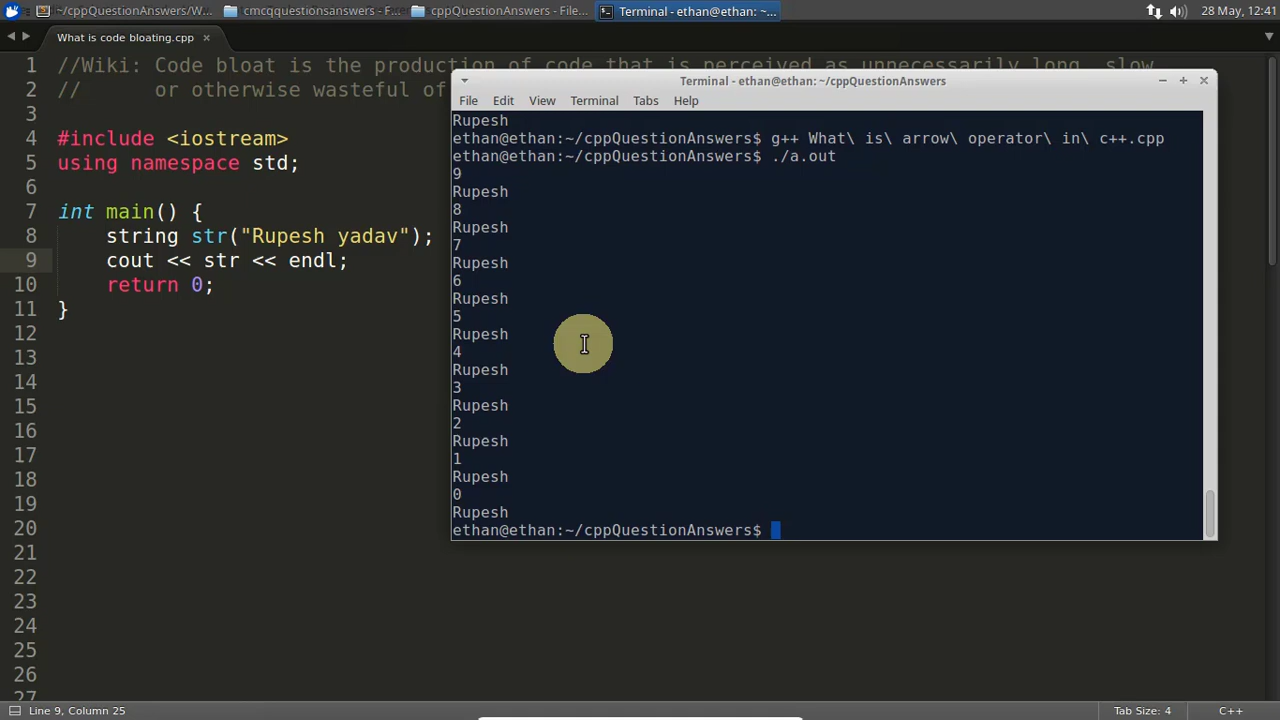 ~/cppQuestionAnswers/W...
cmcqquestionsanswers - F...
cppQuestionAnswers - File...
Terminal - ethan@ethan: ~...
28 May, 12:41
What is code bloating.cpp ×
1 //Wiki: Code bloat is the production of code that is perceived as unnecessarily long, slow
2 // or otherwise wasteful of
3
4 #include <iostream>
5 using namespace std;
6
7 int main() {
8 string str("Rupesh yadav");
9 cout << str << endl;
10 return 0;
11 }
12
13
14
15
16
17
18
19
20
21
22
23
24
25
26
27
Terminal - ethan@ethan: ~/cppQuestionAnswers
File Edit View Terminal Tabs Help
Rupesh
ethan@ethan:~/cppQuestionAnswers$ g++ What\ is\ arrow\ operator\ in\ c++.cpp
ethan@ethan:~/cppQuestionAnswers$ ./a.out
9
Rupesh
8
Rupesh
7
Rupesh
6
Rupesh
5
Rupesh
4
Rupesh
3
Rupesh
2
Rupesh
1
Rupesh
0
Rupesh
ethan@ethan:~/cppQuestionAnswers$
Line 9, Column 25
Tab Size: 4
C++